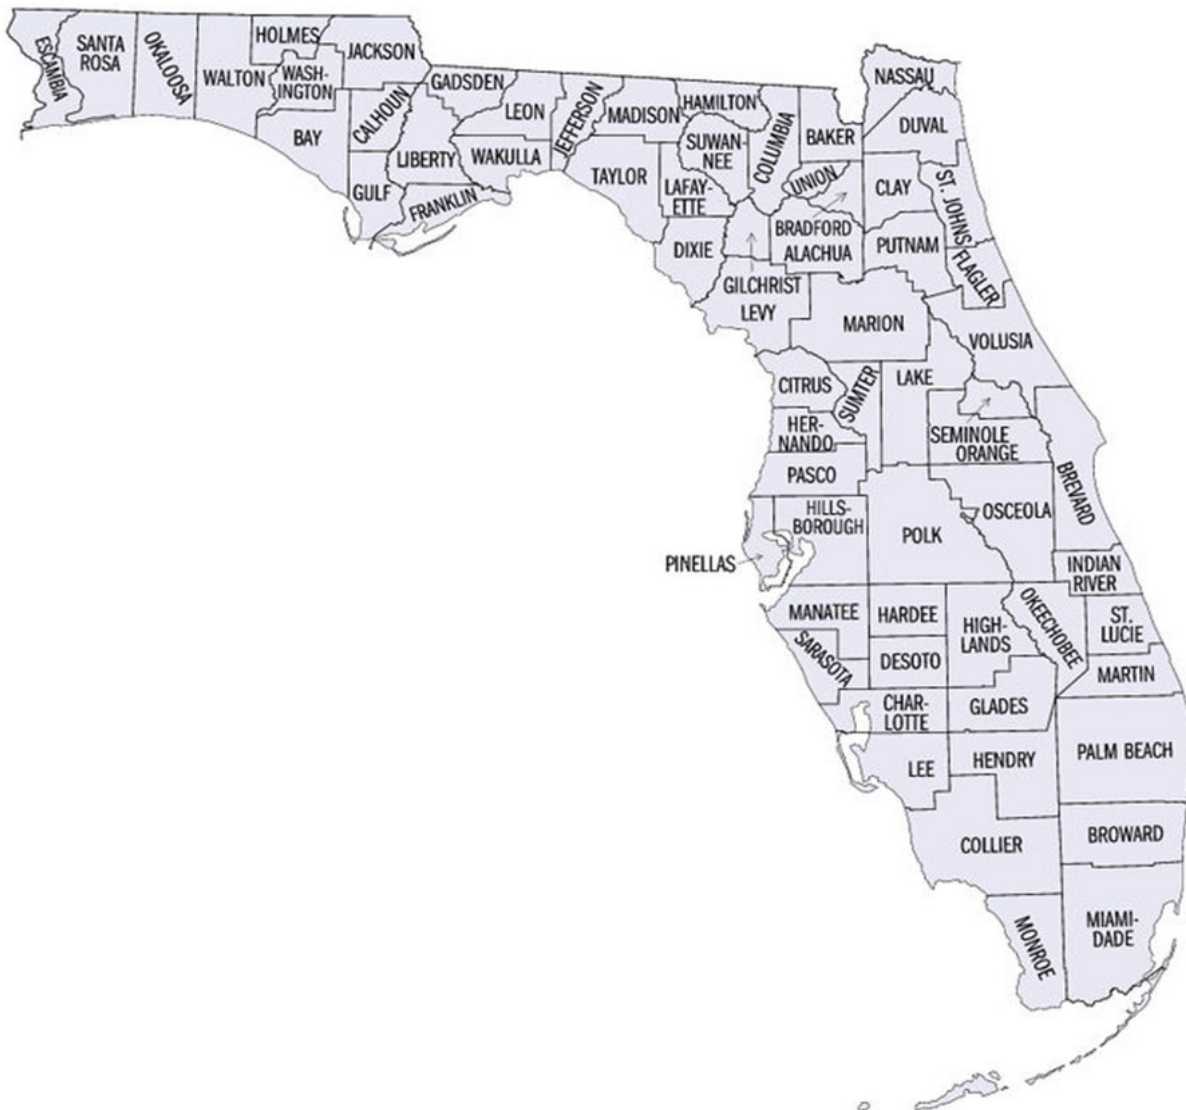 ESCAMBIA
SANTA
ROSA
OKALOOSA
WALTON
HOLMES
WASH-
INGTON
JACKSON
BAY
CALHOUN
GULF
GADSDEN
LIBERTY
FRANKLIN
LEON
WAKULLA
JEFFERSON
MADISON
TAYLOR
HAMILTON
SUWAN-
NEE
LAFAY-
ETTE
DIXIE
COLUMBIA
BAKER
UNION
BRADFORD
ALACHUA
GILCHRIST
LEVY
NASSAU
DUVAL
CLAY
ST. JOHNS
PUTNAM
FLAGLER
MARION
VOLUSIA
CITRUS
SUMTER
LAKE
HER-
NANDO
SEMINOLE
ORANGE
PASCO
BREVARD
HILLS-
BOROUGH
PINELLAS
POLK
OSCEOLA
INDIAN
RIVER
MANATEE
HARDEE
HIGH-
LANDS
OKEECHOBEE
ST.
LUCIE
SARASOTA
DESOTO
MARTIN
CHAR-
LOTTE
GLADES
LEE
HENDRY
PALM BEACH
COLLIER
BROWARD
MONROE
MIAMI-
DADE